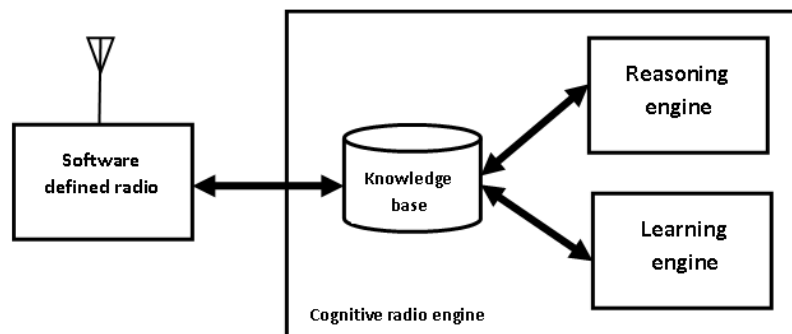 Software
defined radio
Knowledge
base
Reasoning
engine
Learning
engine
Cognitive radio engine